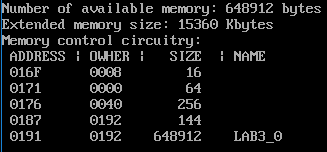 Number of available memory: 648912 bytes
Extended memory size: 15360 Kbytes
Memory control circuitry:
ADDRESS | OWHER | SIZE | NAME
016F 0008 16
0171 0000 64
0176 0040 256
0187 0192 144
0191 0192 648912 LAB3_0